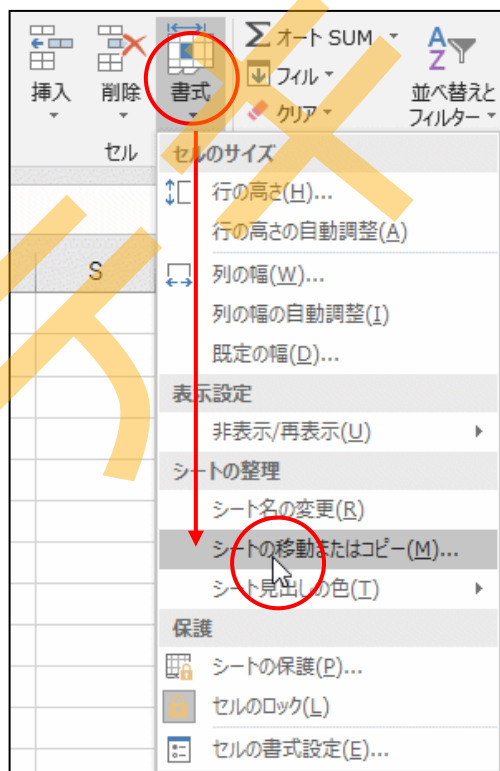 挿入
削除
書式
オート SUM
フィル
クリア
並べ替えと
フィルター
セル
セルのサイズ
行の高さ(H)...
行の高さの自動調整(A)
S
列の幅(W)...
列の幅の自動調整(I)
既定の幅(D)...
表示設定
非表示/再表示(U)
シートの整理
シート名の変更(R)
シートの移動またはコピー(M)...
シート見出しの色(T)
保護
シートの保護(P)...
セルのロック(L)
セルの書式設定(E)...